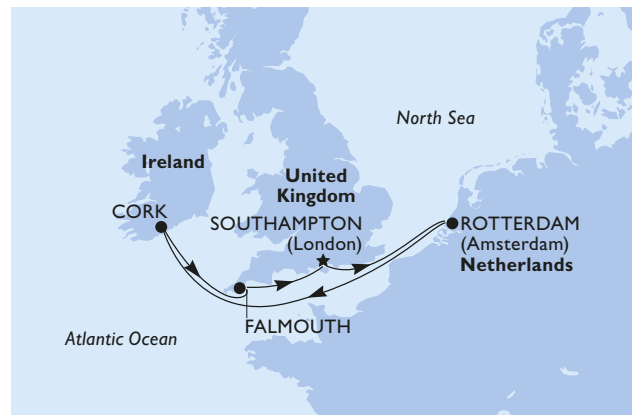 North Sea
Ireland
United
Kingdom
CORK
SOUTHAMPTON
(London)
ROTTERDAM
(Amsterdam)
Netherlands
FALMOUTH
Atlantic Ocean